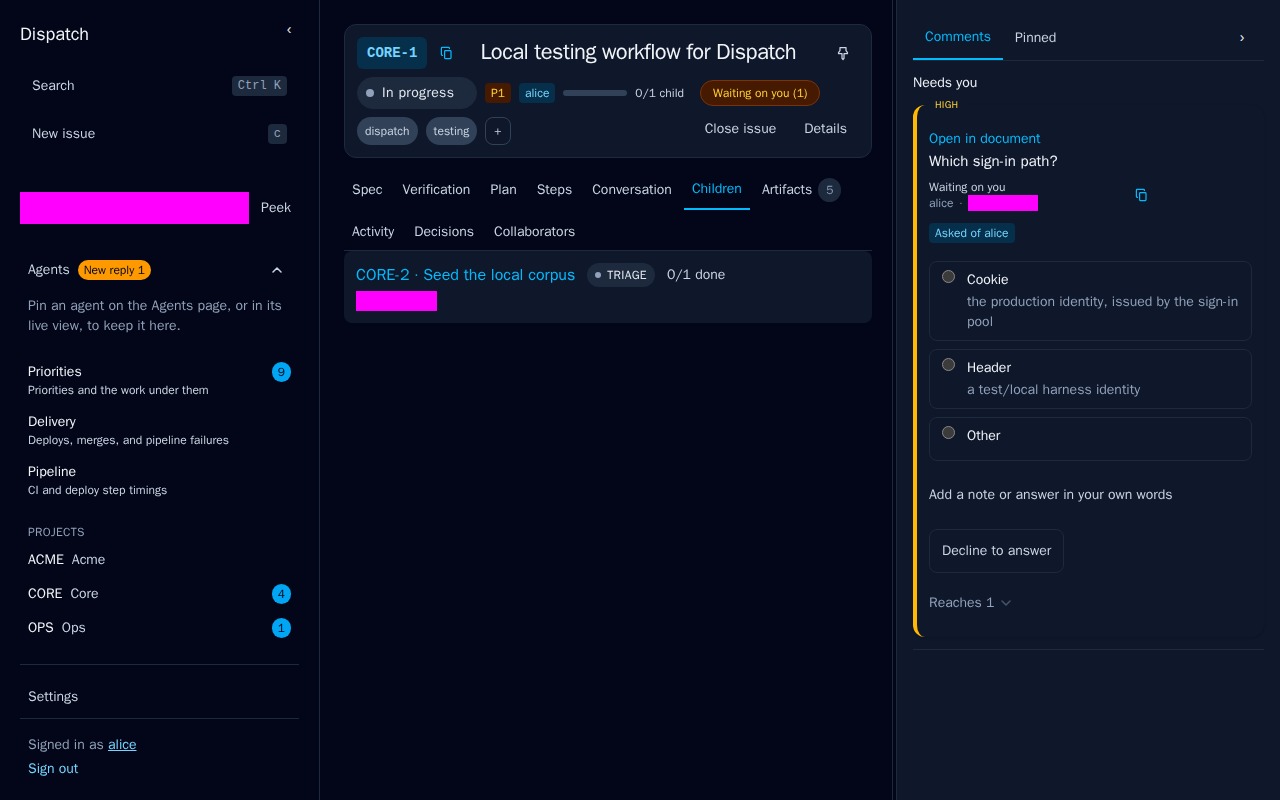 Dispatch
Search
Ctrl K
New issue
C
Peek
Agents
New reply 1
Pin an agent on the Agents page, or in its
live view, to keep it here.
Priorities
9
Priorities and the work under them
Delivery
Deploys, merges, and pipeline failures
Pipeline
CI and deploy step timings
PROJECTS
ACME Acme
CORE Core
4
OPS Ops
1
Settings
Signed in as alice
Sign out
CORE-1
Local testing workflow for Dispatch
In progress
P1
alice
0/1 child
Waiting on you (1)
dispatch
testing
+
Close issue
Details
Spec
Verification
Plan
Steps
Conversation
Children
Artifacts
5
Activity
Decisions
Collaborators
CORE-2 · Seed the local corpus
TRIAGE
0/1 done
Comments
Pinned
Needs you
HIGH
Open in document
Which sign-in path?
Waiting on you
alice ·
Asked of alice
Cookie
the production identity, issued by the sign-in
pool
Header
a test/local harness identity
Other
Add a note or answer in your own words
Decline to answer
Reaches 1